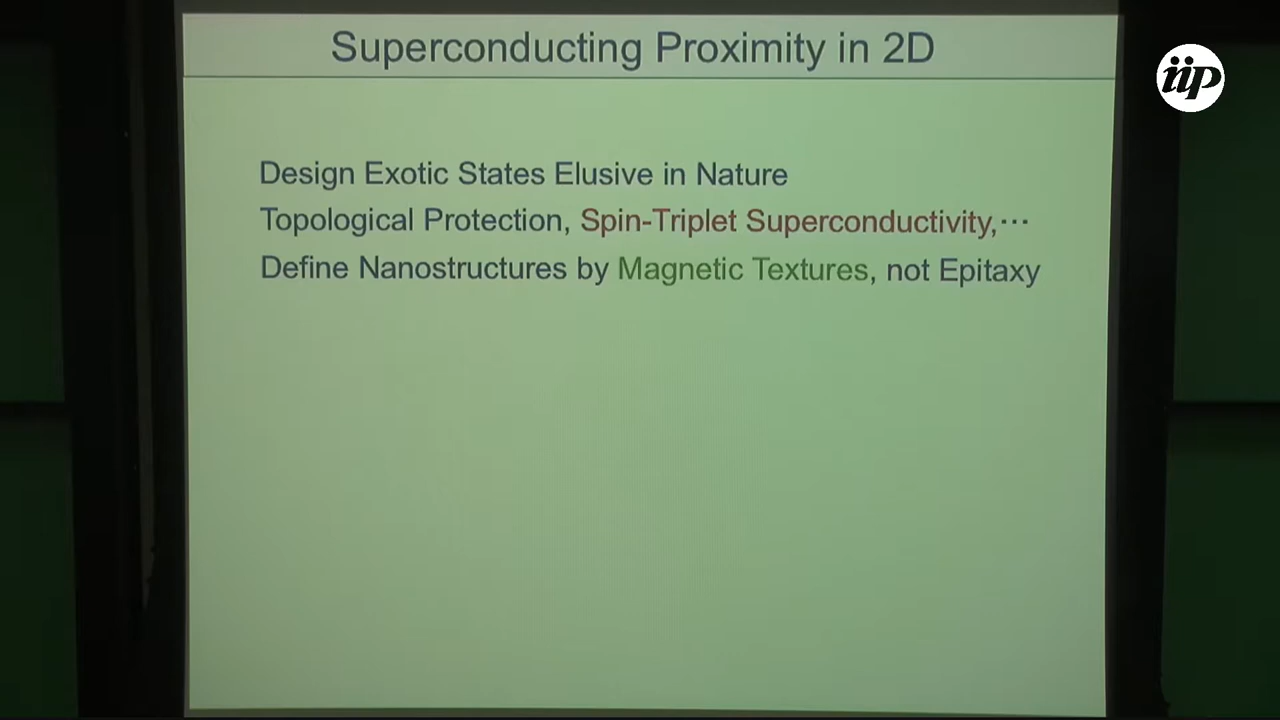 Superconducting Proximity in 2D
iip
Design Exotic States Elusive in Nature
Topological Protection, Spin-Triplet Superconductivity,···
Define Nanostructures by Magnetic Textures, not Epitaxy